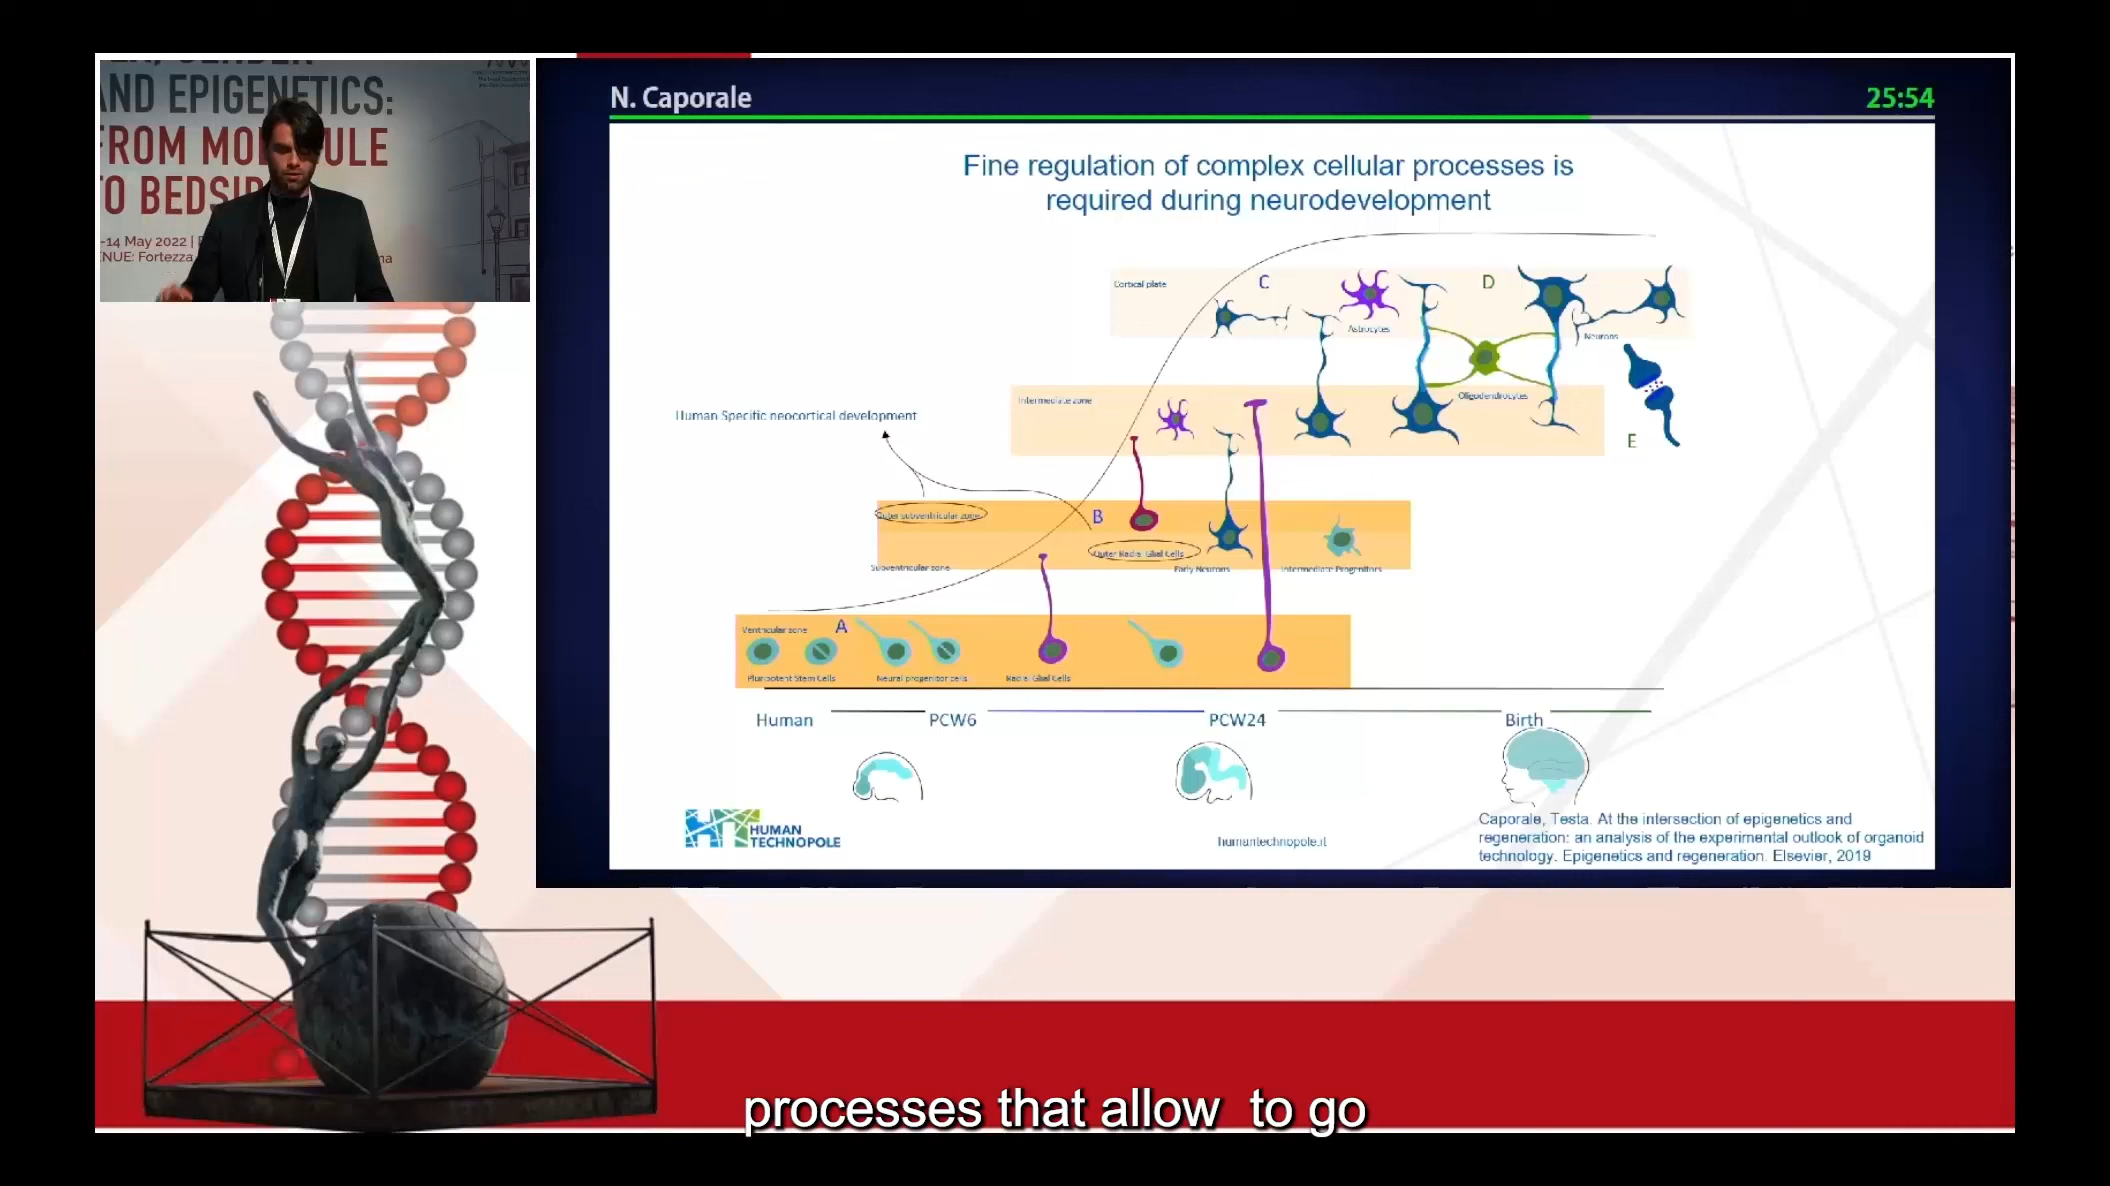 AND EPIGENETICS:
FROM MOLECULE
TO BEDSI
-14 May 2022 |
NUE: Fortezza
N. Caporale
25:54
Fine regulation of complex cellular processes is
required during neurodevelopment
Cortical plate
C
D
Astrocytes
Neurons
Intermediate zone
Oligodendrocytes
E
Human Specific neocortical development
Outer subventricular zone
B
Outer Radial Glial Cells
Subventricular zone
Early Neurons
Intermediate Progenitors
Ventricular zone
A
Pluripotent Stem Cells
Neural progenitor cells
Radial Glial Cells
Human
PCW6
PCW24
Birth
HT HUMAN
TECHNOPOLE
humantechnopole.it
Caporale, Testa. At the intersection of epigenetics and
regeneration: an analysis of the experimental outlook of organoid
technology. Epigenetics and regeneration. Elsevier, 2019
processes that allow to go